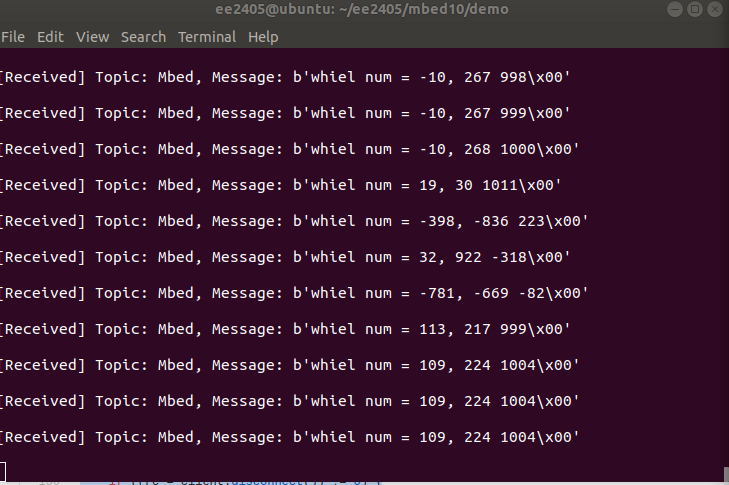 ee2405@ubuntu: ~/ee2405/mbed10/demo
File Edit View Search Terminal Help
[Received] Topic: Mbed, Message: b'whiel num = -10, 267 998\x00'
[Received] Topic: Mbed, Message: b'whiel num = -10, 267 999\x00'
[Received] Topic: Mbed, Message: b'whiel num = -10, 268 1000\x00'
[Received] Topic: Mbed, Message: b'whiel num = 19, 30 1011\x00'
[Received] Topic: Mbed, Message: b'whiel num = -398, -836 223\x00'
[Received] Topic: Mbed, Message: b'whiel num = 32, 922 -318\x00'
[Received] Topic: Mbed, Message: b'whiel num = -781, -669 -82\x00'
[Received] Topic: Mbed, Message: b'whiel num = 113, 217 999\x00'
[Received] Topic: Mbed, Message: b'whiel num = 109, 224 1004\x00'
[Received] Topic: Mbed, Message: b'whiel num = 109, 224 1004\x00'
[Received] Topic: Mbed, Message: b'whiel num = 109, 224 1004\x00'